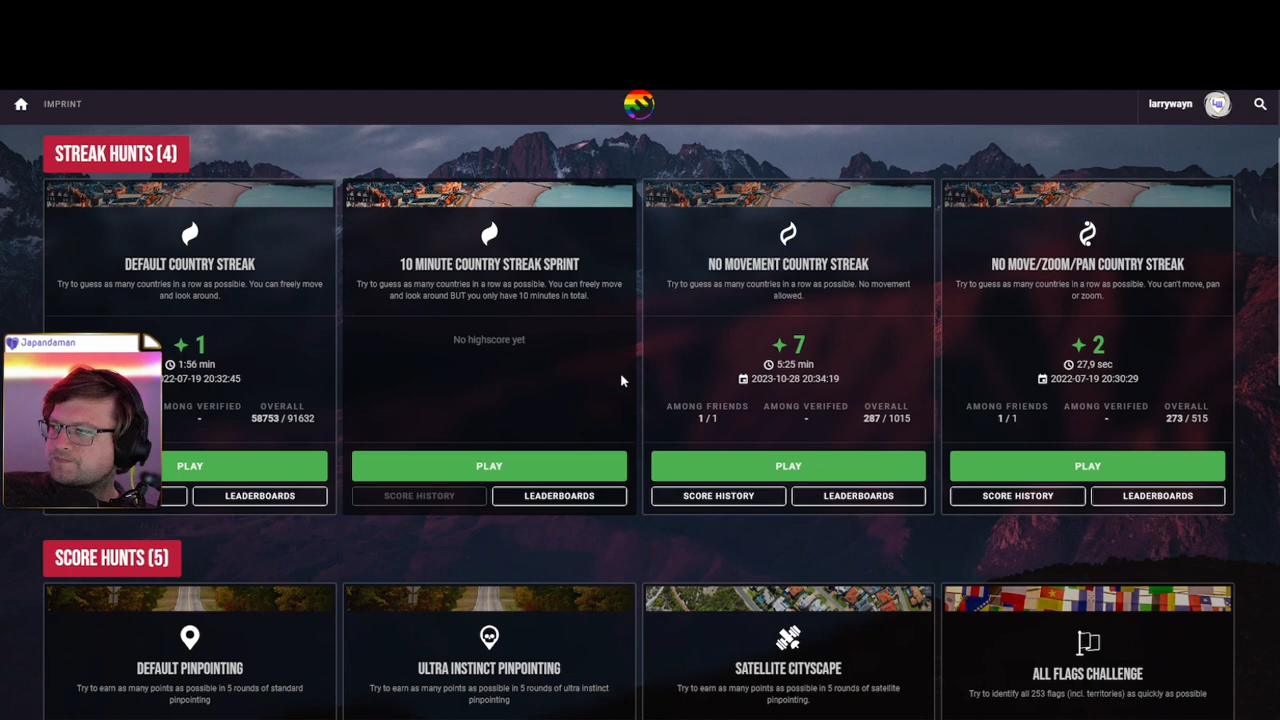 IMPRINT
larrywayn
STREAK HUNTS (4)
DEFAULT COUNTRY STREAK
Try to guess as many countries in a row as possible. You can freely move
and look around.
1
1:56 min
22-07-19 20:32:45
AMONG VERIFIED
-
OVERALL
58753 / 91632
PLAY
LEADERBOARDS
10 MINUTE COUNTRY STREAK SPRINT
Try to guess as many countries in a row as possible. You can freely move
and look around BUT you only have 10 minutes in total.
No highscore yet
PLAY
SCORE HISTORY
LEADERBOARDS
NO MOVEMENT COUNTRY STREAK
Try to guess as many countries in a row as possible. No movement
allowed.
7
5:25 min
2023-10-28 20:34:19
AMONG FRIENDS
1 / 1
AMONG VERIFIED
-
OVERALL
287 / 1015
PLAY
SCORE HISTORY
LEADERBOARDS
NO MOVE/ZOOM/PAN COUNTRY STREAK
Try to guess as many countries in a row as possible. You can't move, pan
or zoom.
2
27,9 sec
2022-07-19 20:30:29
AMONG FRIENDS
1 / 1
AMONG VERIFIED
-
OVERALL
273 / 515
PLAY
SCORE HISTORY
LEADERBOARDS
Japandaman
SCORE HUNTS (5)
DEFAULT PINPOINTING
Try to earn as many points as possible in 5 rounds of standard
pinpointing
ULTRA INSTINCT PINPOINTING
Try to earn as many points as possible in 5 rounds of ultra instinct
pinpointing
SATELLITE CITYSCAPE
Try to earn as many points as possible in 5 rounds of satellite
pinpointing.
ALL FLAGS CHALLENGE
Try to identify all 253 flags (incl. territories) as quickly as possible